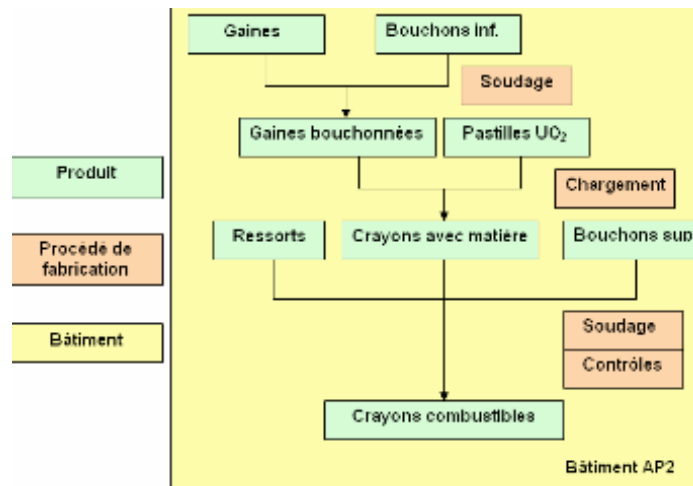 Gaines
Bouchons inf.
Soudage
Gaines bouchonnées
Pastilles UO₂
Produit
Chargement
Ressorts
Crayons avec matière
Bouchons sup
Procédé de
fabrication
Soudage
Bâtiment
Contrôles
Crayons combustibles
Bâtiment AP2